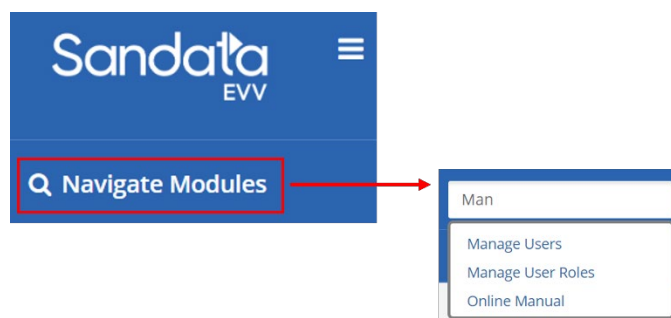 Sandata
EVV
Navigate Modules
Man
Manage Users
Manage User Roles
Online Manual